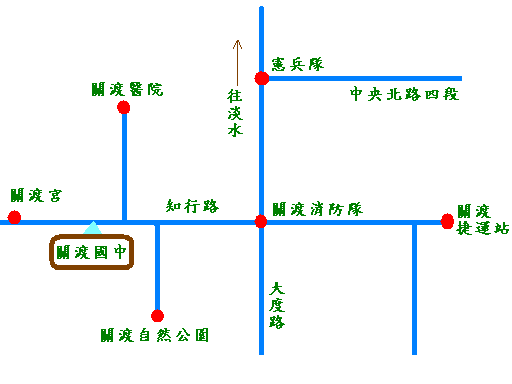 憲兵隊
往淡水
關渡醫院
中央北路四段
關渡宮
知行路
關渡消防隊
關渡
捷運站
關渡國中
大度路
關渡自然公園